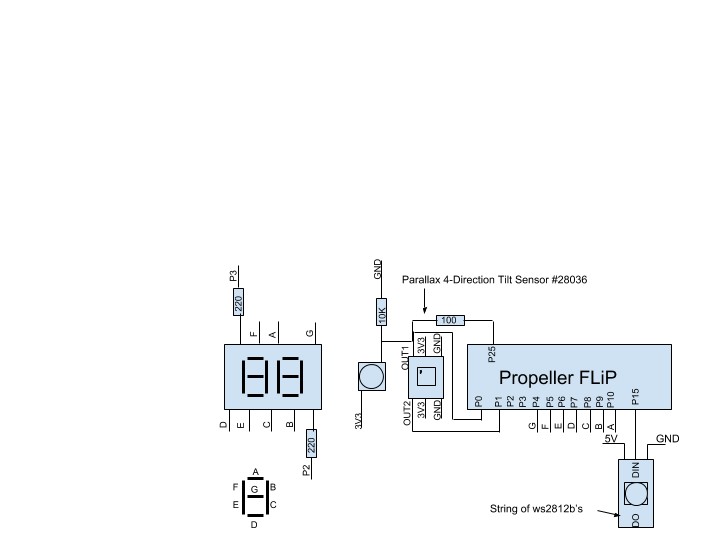 GND
P3
Parallax 4-Direction Tilt Sensor #28036
220
10K
100
F
A
G
OUT1
3V3
GND
P25
Propeller FLiP
P0
P1
P2
P3
P4
P5
P6
P7
P8
P9
P10
P15
3V3
OUT2
3V3
GND
D
E
C
B
G
F
E
D
C
B
A
220
P2
5V
GND
A
F
G
B
E
C
D
DIN
DO
String of ws2812b's